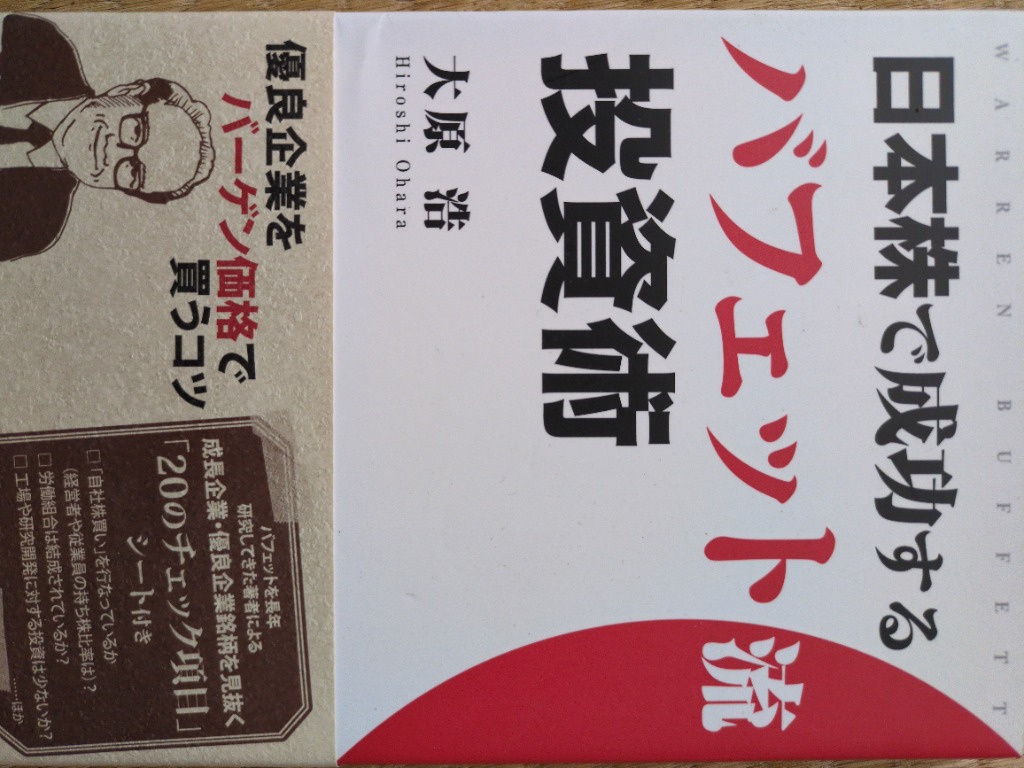 WARREN BUFFETT
日本株で成功する
バフェット流
投資術
大原 浩
Hiroshi Ohara
優良企業を
バーゲン価格で
買うコツ
バフェットを長年
研究してきた著者による
成長企業・優良企業銘柄を見抜く
「20のチェック項目」
シート付き
□「自社株買い」を行なっているか
(経営者や従業員の持ち株比率は)?
□ 労働組合は結成されているか?
□ 工場や研究開発に対する投資は少ないか?
……ほか